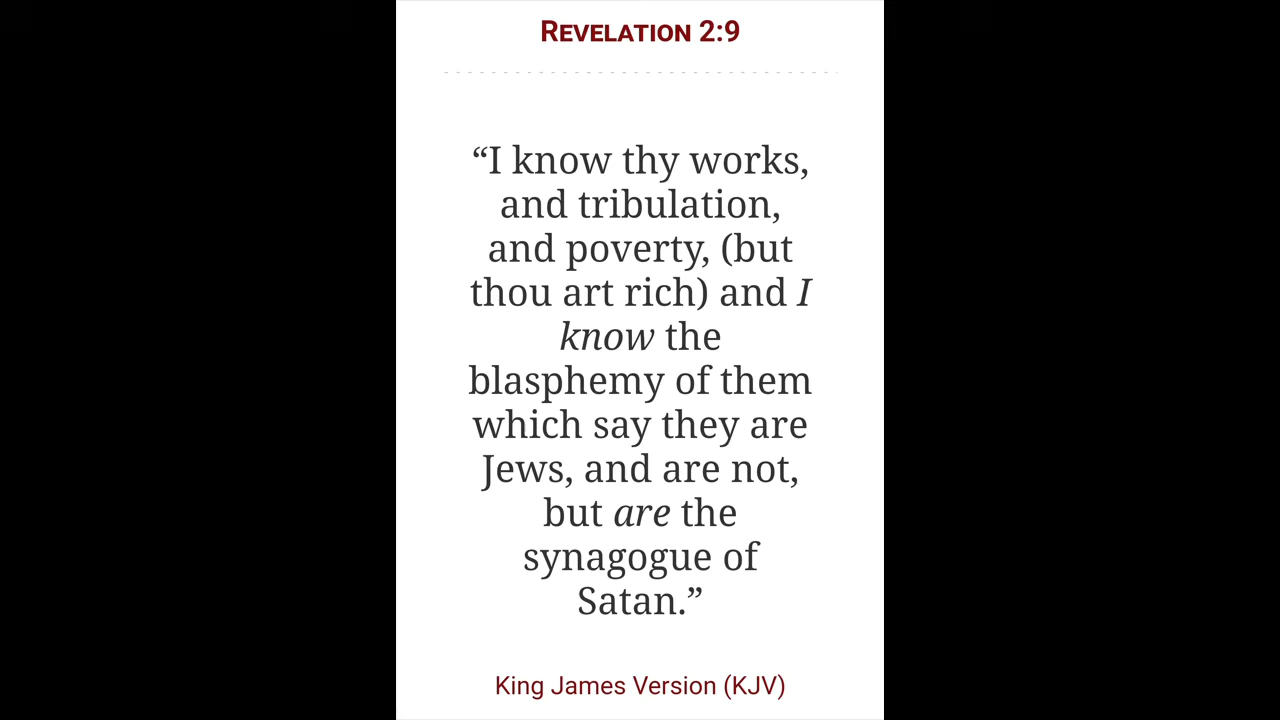 REVELATION 2:9
“I know thy works,
and tribulation,
and poverty, (but
thou art rich) and I
know the
blasphemy of them
which say they are
Jews, and are not,
but are the
synagogue of
Satan.”
King James Version (KJV)